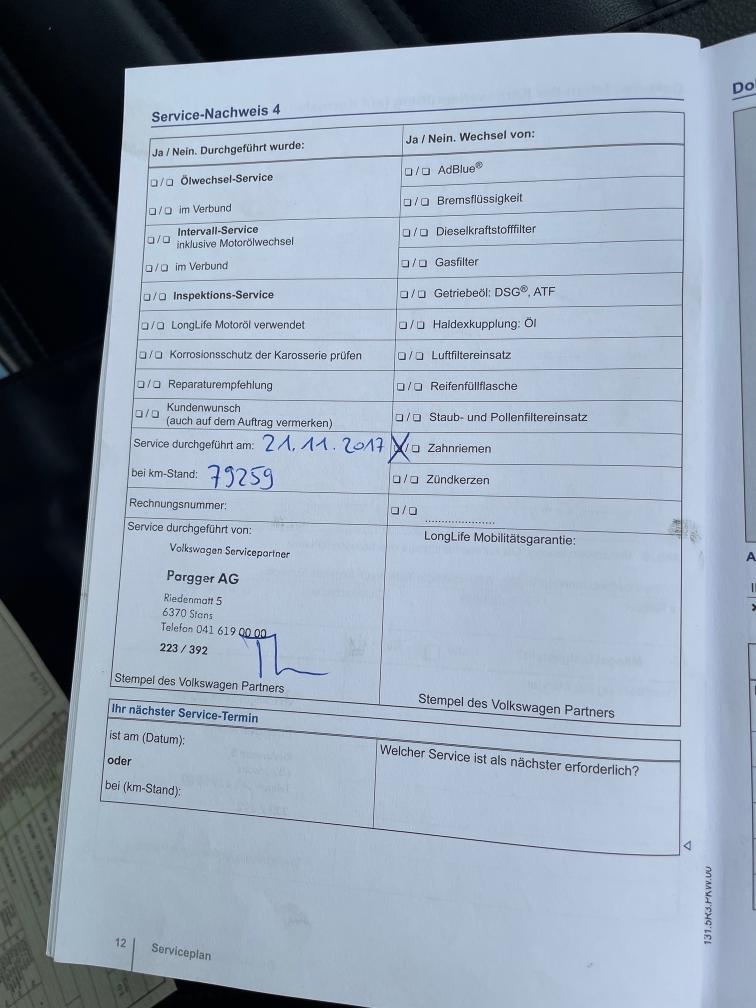 Service-Nachweis 4
Ja / Nein. Durchgeführt wurde:
❏/❏ Ölwechsel-Service
❏/❏ im Verbund
❏/❏ Intervall-Service
inklusive Motorölwechsel
❏/❏ im Verbund
❏/❏ Inspektions-Service
❏/❏ LongLife Motoröl verwendet
❏/❏ Korrosionsschutz der Karosserie prüfen
❏/❏ Reparaturempfehlung
❏/❏ Kundenwunsch
(auch auf dem Auftrag vermerken)
Service durchgeführt am: 21.11.2017
bei km-Stand: 79259
Rechnungsnummer:
Service durchgeführt von:
Volkswagen Servicepartner
Pargger AG
Riedenmatt 5
6370 Stans
Telefon 041 619 00 00
223 / 392
Stempel des Volkswagen Partners
Ja / Nein. Wechsel von:
❏/❏ AdBlue®
❏/❏ Bremsflüssigkeit
❏/❏ Dieselkraftstofffilter
❏/❏ Gasfilter
❏/❏ Getriebeöl: DSG®, ATF
❏/❏ Haldexkupplung: Öl
❏/❏ Luftfiltereinsatz
❏/❏ Reifenfüllflasche
❏/❏ Staub- und Pollenfiltereinsatz
X/❏ Zahnriemen
❏/❏ Zündkerzen
❏/❏ ......................
LongLife Mobilitätsgarantie:
Stempel des Volkswagen Partners
Ihr nächster Service-Termin
ist am (Datum):
oder
bei (km-Stand):
Welcher Service ist als nächster erforderlich?
12 Serviceplan